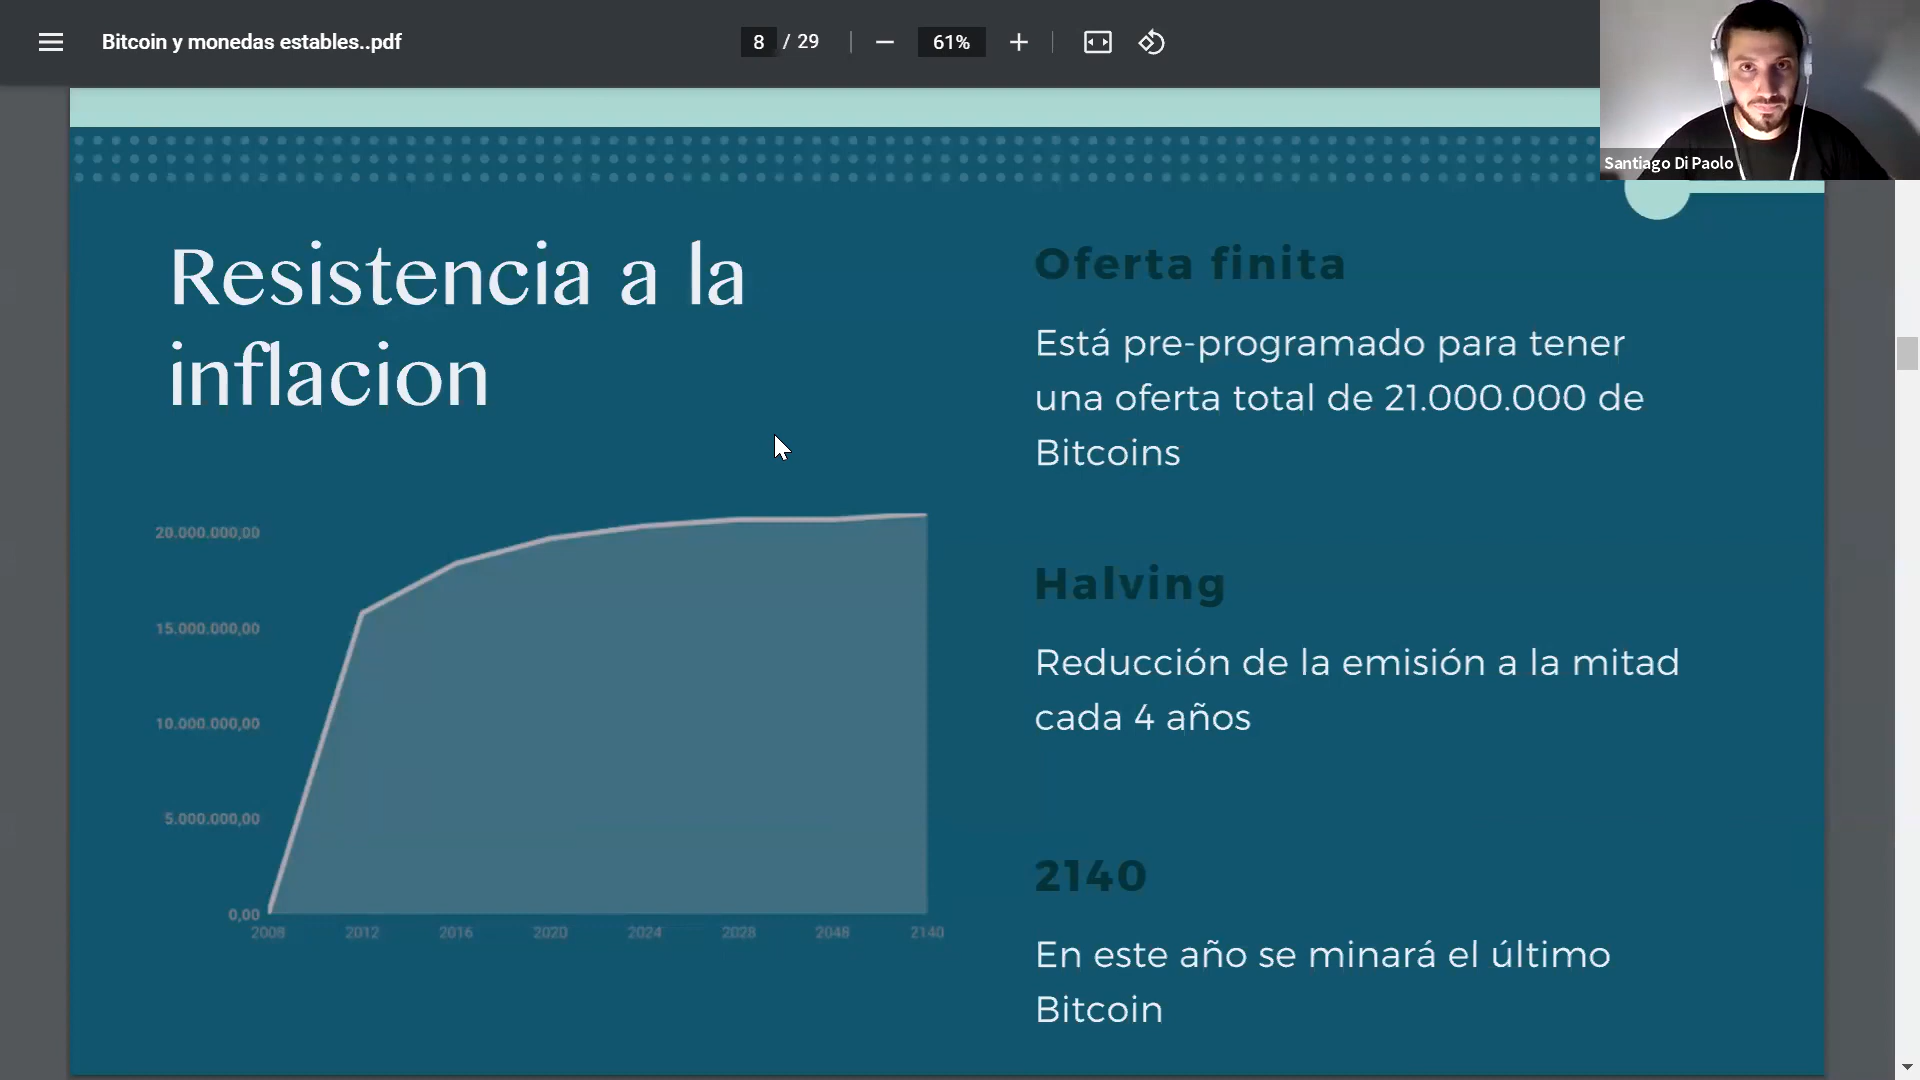 Bitcoin y monedas estables..pdf
8 / 29
61%
Santiago Di Paolo
Resistencia a la
inflacion
20.000.000,00
15.000.000,00
10.000.000,00
5.000.000,00
0,00
2008 2012 2016 2020 2024 2028 2048 2140
Oferta finita
Está pre-programado para tener
una oferta total de 21.000.000 de
Bitcoins
Halving
Reducción de la emisión a la mitad
cada 4 años
2140
En este año se minará el último
Bitcoin